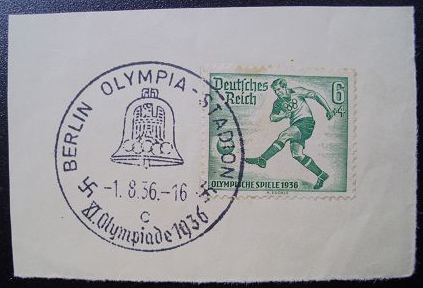 BERLIN OLYMPIA-STADION
-1.8.36.-16
c
XI. Olympiade 1936
Deutsches
Reich
6
+4
OLYMPISCHE SPIELE 1936